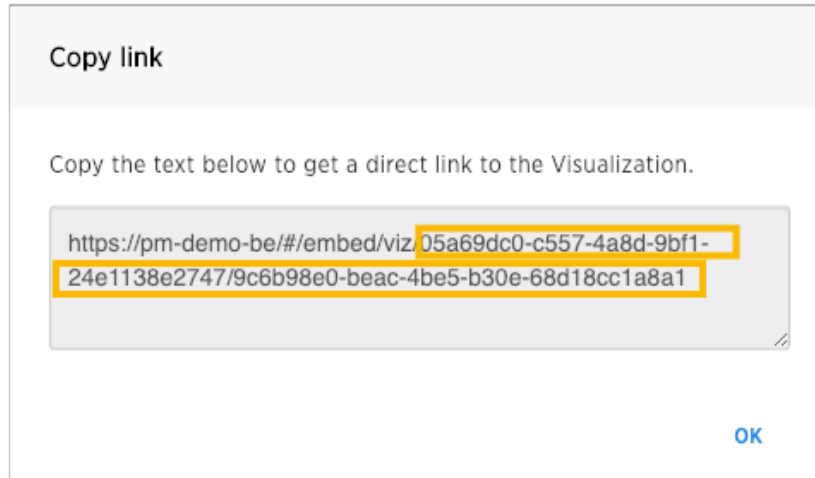 Copy link
Copy the text below to get a direct link to the Visualization.
https://pm-demo-be/#/embed/viz/05a69dc0-c557-4a8d-9bf1-
24e1138e2747/9c6b98e0-beac-4be5-b30e-68d18cc1a8a1
OK